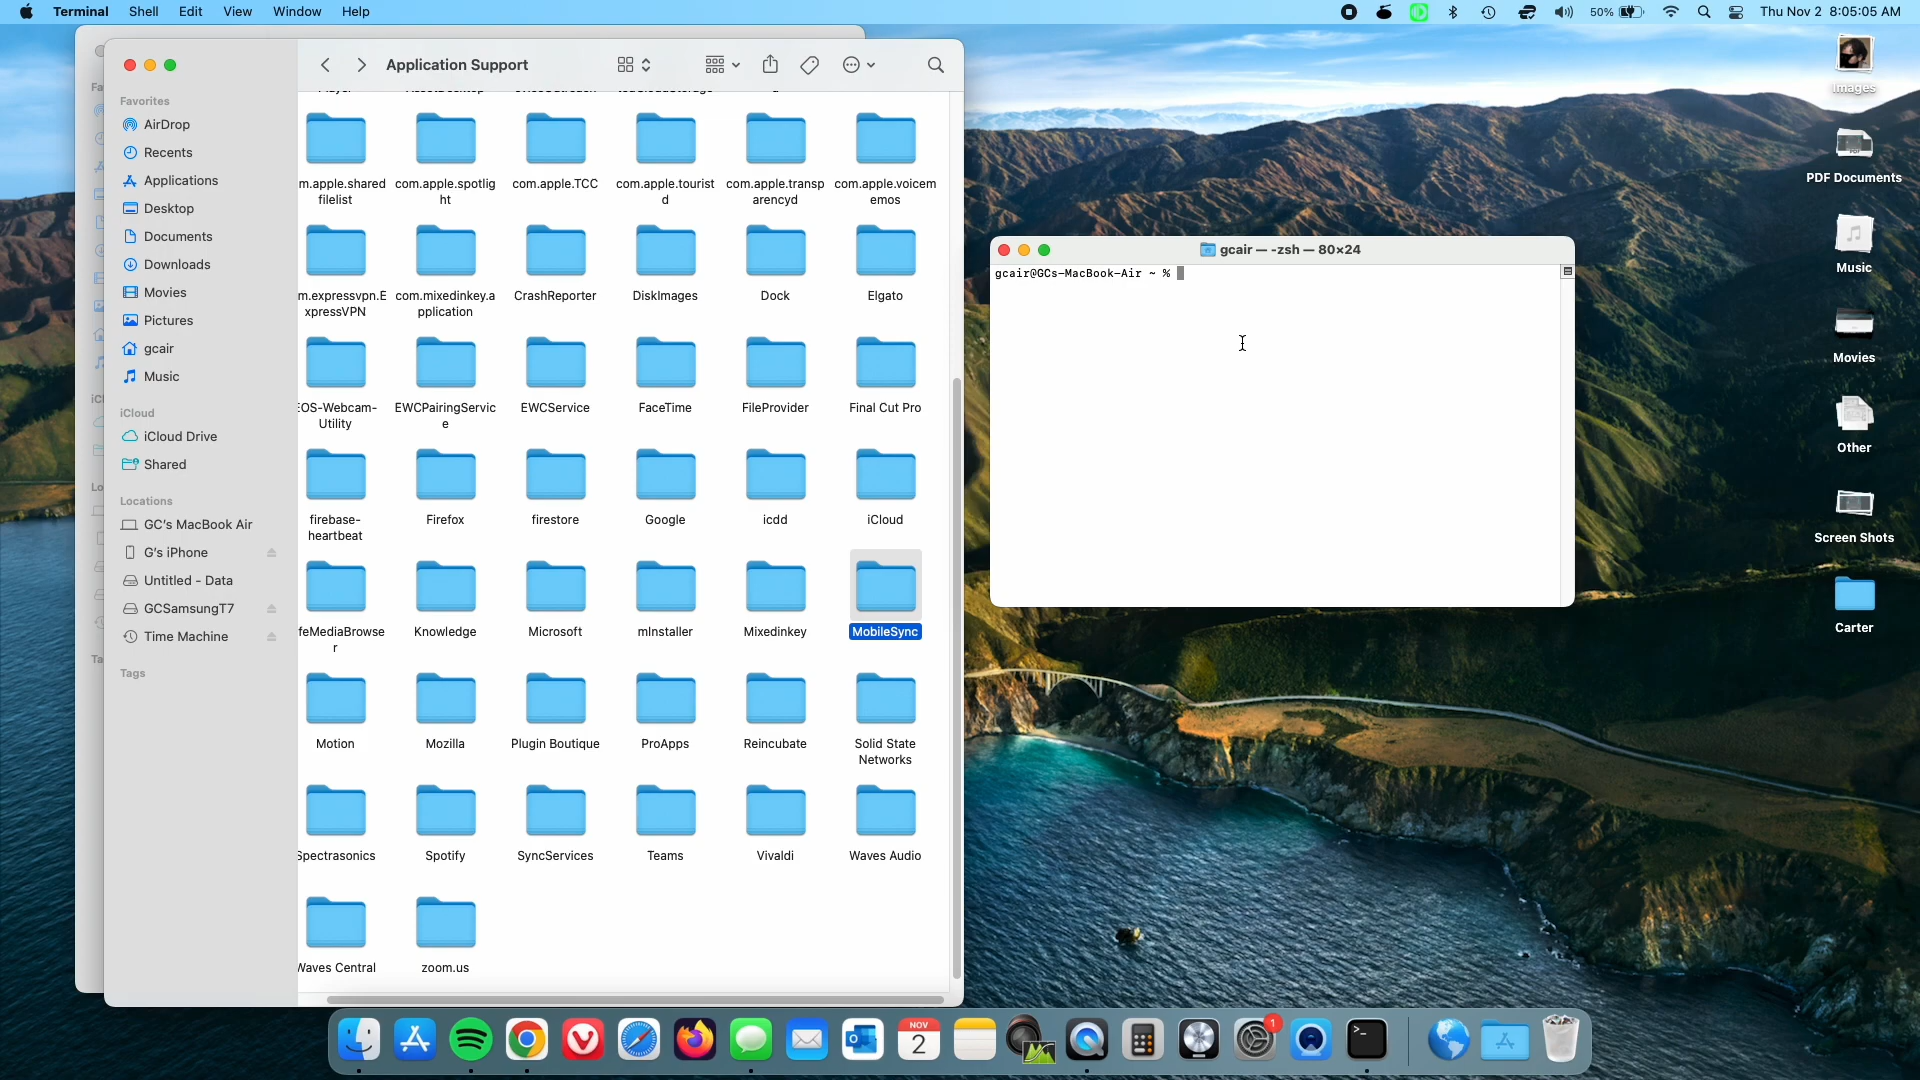 Terminal Shell Edit View Window Help
50% Thu Nov 2 8:05:05 AM
Application Support
Favorites
AirDrop
Recents
Applications
Desktop
Documents
Downloads
Movies
Pictures
gcair
Music
iCloud
iCloud Drive
Shared
Locations
GC's MacBook Air
G's iPhone
Untitled - Data
GCSamsungT7
Time Machine
Tags
m.apple.shared
filelist
com.apple.spotlig
ht
com.apple.TCC
com.apple.tourist
d
com.apple.transp
arencyd
com.apple.voicem
emos
m.expressvpn.E
xpressVPN
com.mixedinkey.a
pplication
CrashReporter
DiskImages
Dock
Elgato
EOS-Webcam-
Utility
EWCPairingServic
e
EWCService
FaceTime
FileProvider
Final Cut Pro
firebase-
heartbeat
Firefox
firestore
Google
icdd
iCloud
feMediaBrowse
r
Knowledge
Microsoft
mInstaller
Mixedinkey
MobileSync
Motion
Mozilla
Plugin Boutique
ProApps
Reincubate
Solid State
Networks
Spectrasonics
Spotify
SyncServices
Teams
Vivaldi
Waves Audio
Waves Central
zoom.us
gcair — -zsh — 80×24
gcair@GCs-MacBook-Air ~ %
Images
PDF
PDF Documents
Music
Movies
Other
Screen Shots
Carter
NOV
2
1